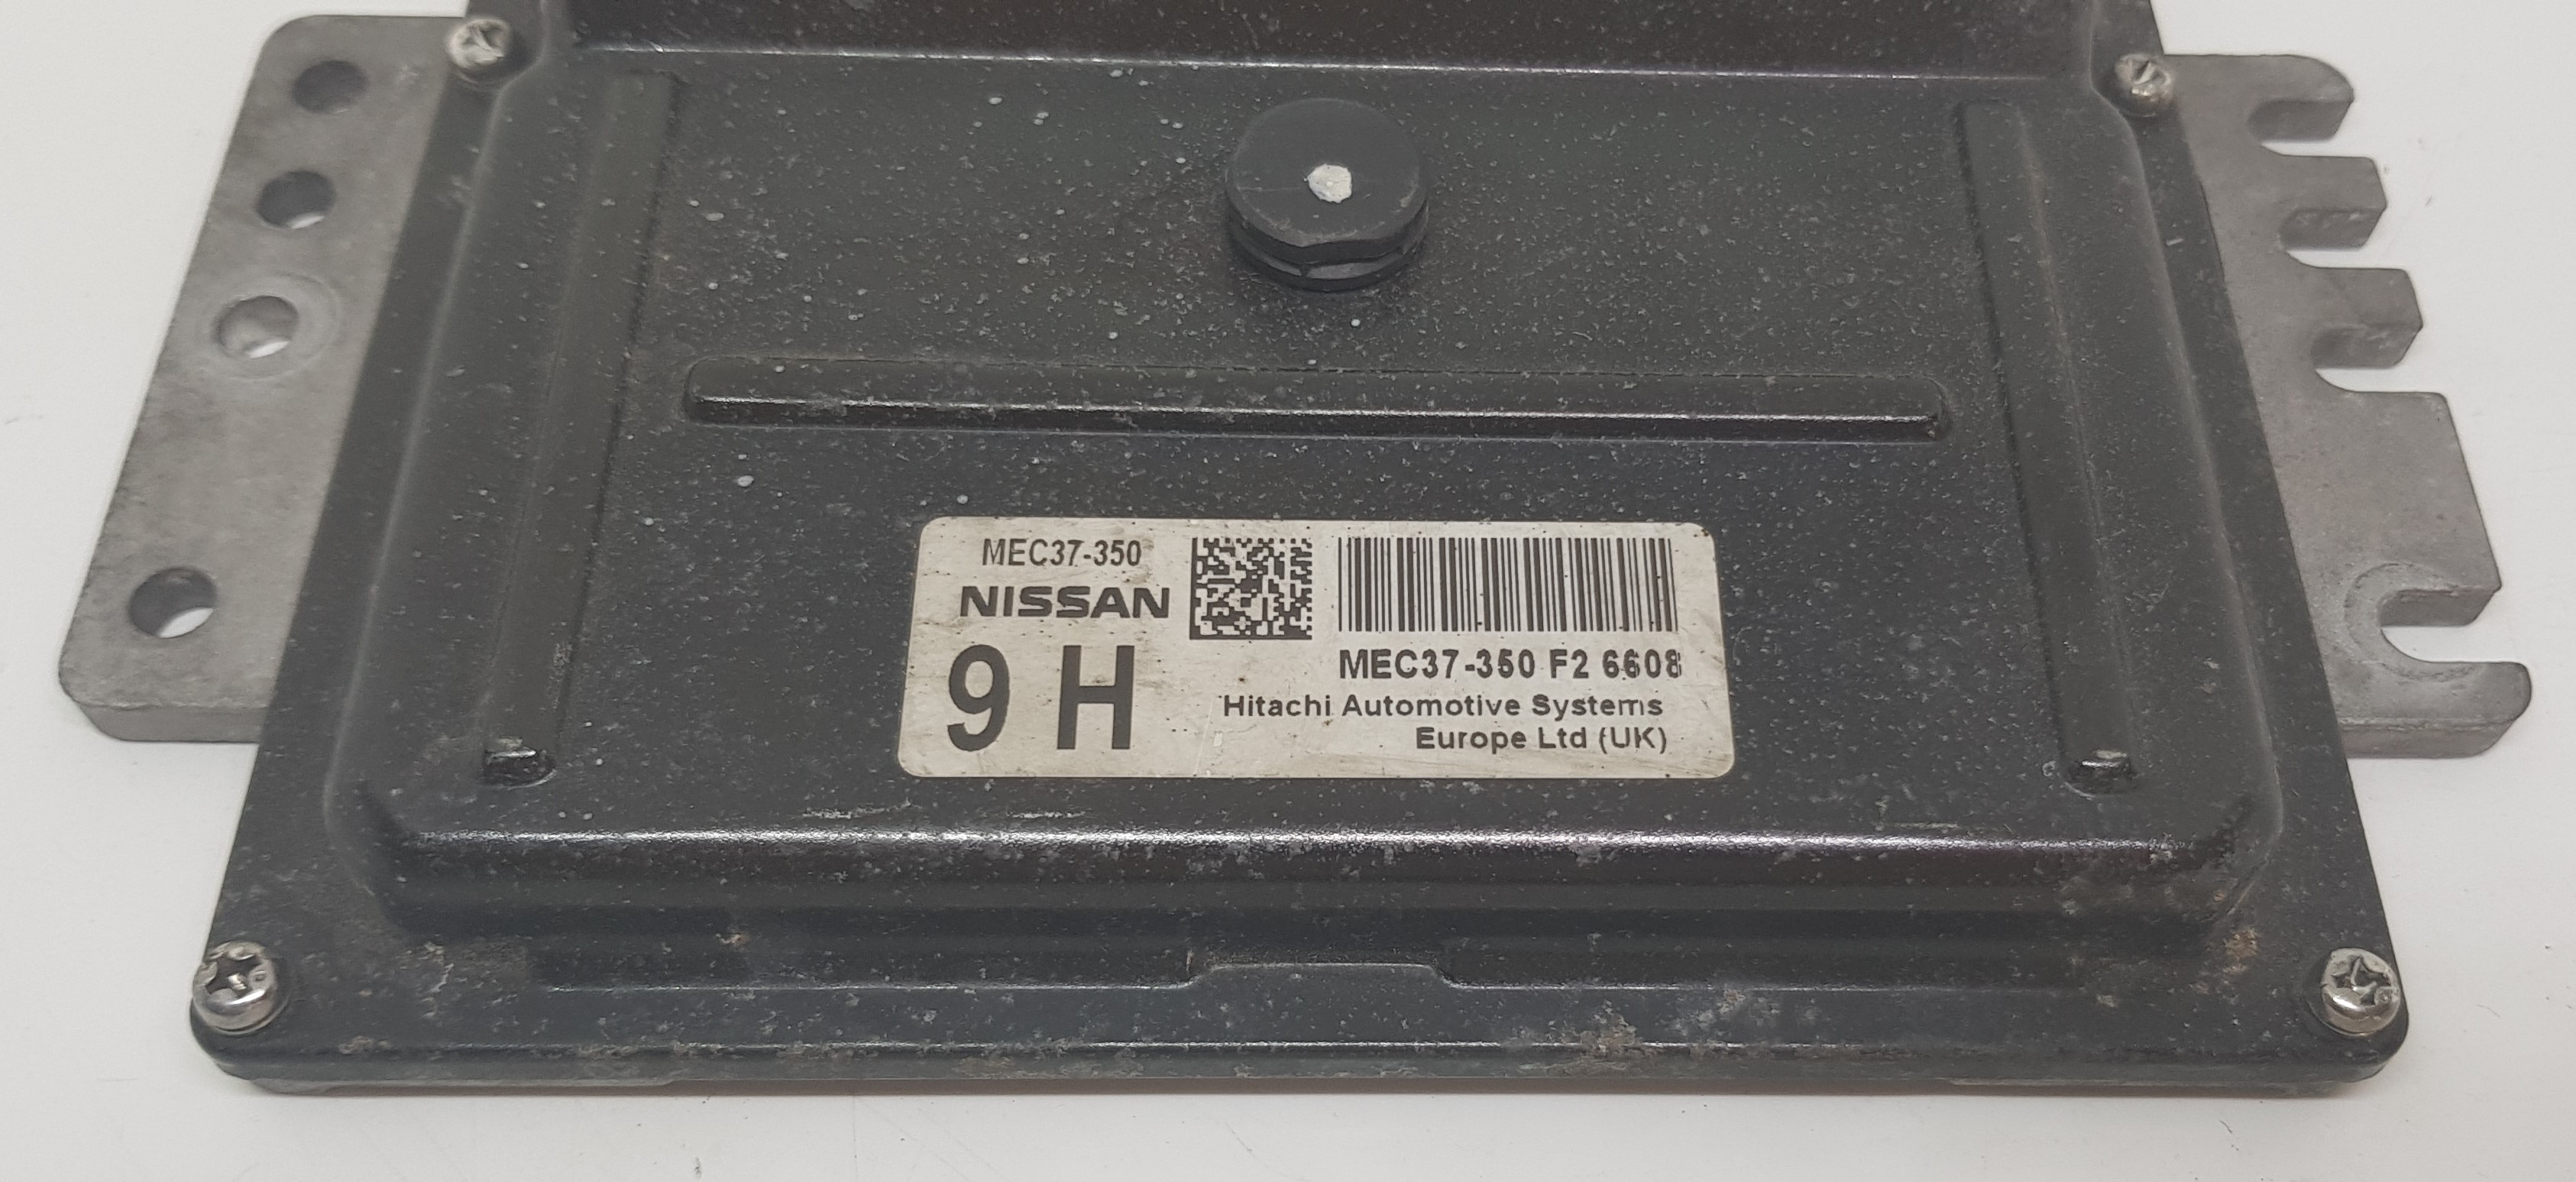 MEC37-350
NISSAN
9 H
MEC37-350 F2 6608
Hitachi Automotive Systems
Europe Ltd (UK)